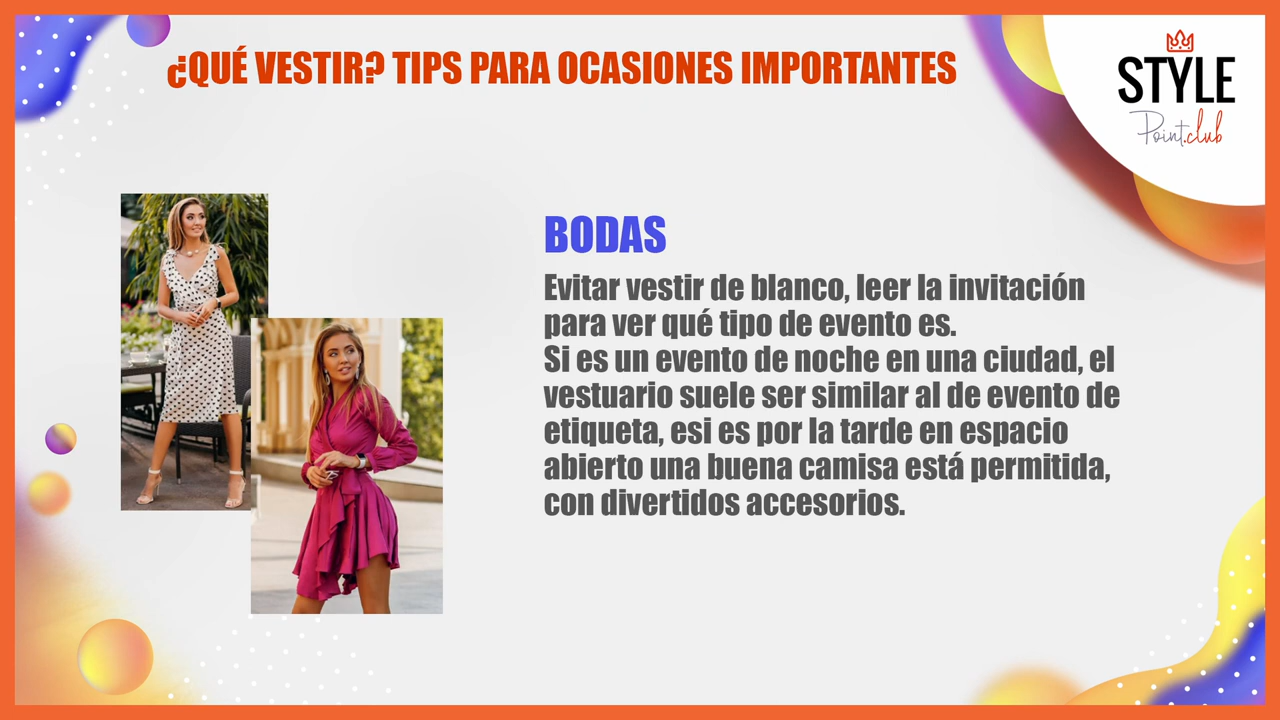 ¿QUÉ VESTIR? TIPS PARA OCASIONES IMPORTANTES
STYLE
Point.club
BODAS
Evitar vestir de blanco, leer la invitación
para ver qué tipo de evento es.
Si es un evento de noche en una ciudad, el
vestuario suele ser similar al de evento de
etiqueta, esi es por la tarde en espacio
abierto una buena camisa está permitida,
con divertidos accesorios.